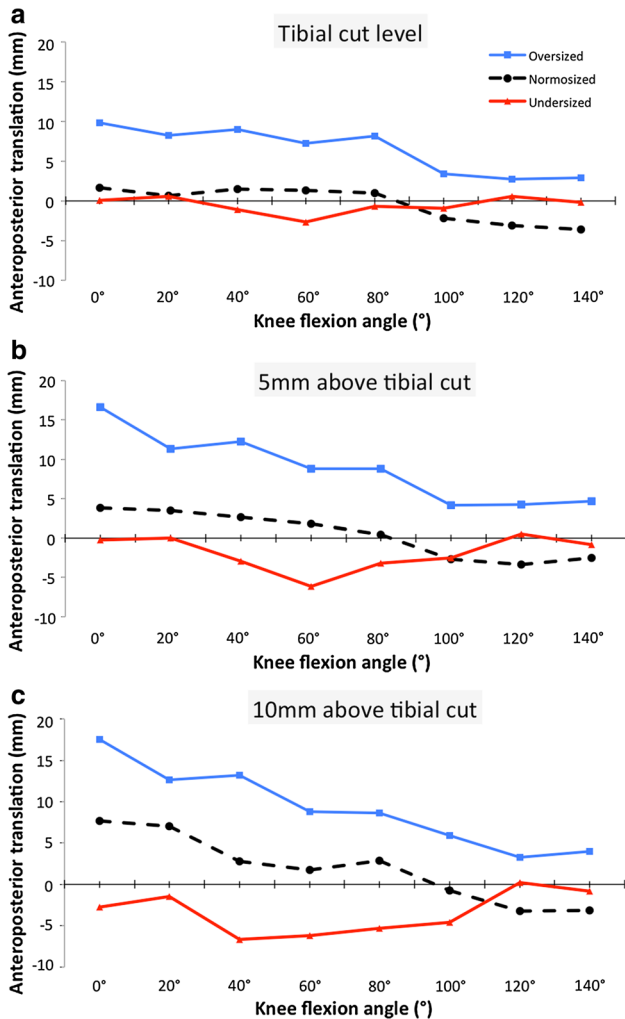 a
Tibial cut level
Anteroposterior translation (mm)
20
15
10
5
0
-5
-10
Oversized
Normosized
Undersized
0° 20° 40° 60° 80° 100° 120° 140°
Knee flexion angle (°)
b
5mm above tibial cut
Anteroposterior translation (mm)
20
15
10
5
0
-5
-10
0° 20° 40° 60° 80° 100° 120° 140°
Knee flexion angle (°)
c
10mm above tibial cut
Anteroposterior translation (mm)
20
15
10
5
0
-5
-10
0° 20° 40° 60° 80° 100° 120° 140°
Knee flexion angle (°)